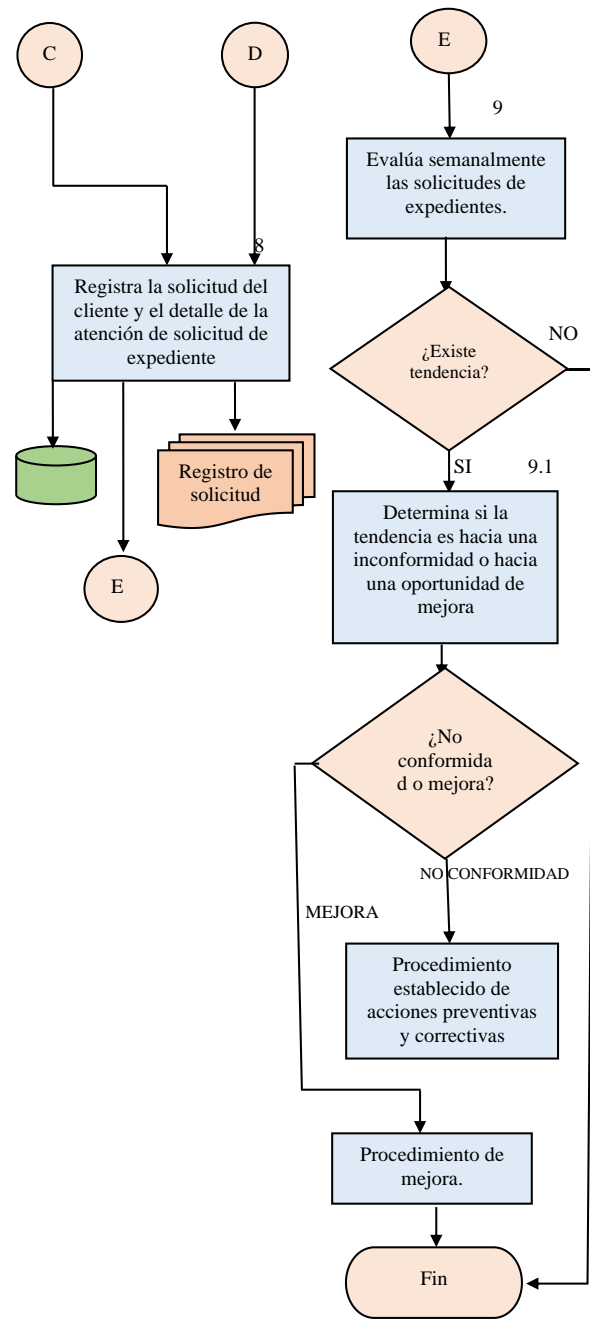 C
D
8
Registra la solicitud del
cliente y el detalle de la
atención de solicitud de
expediente
Registro de
solicitud
E
E
9
Evalúa semanalmente
las solicitudes de
expedientes.
¿Existe
tendencia?
NO
SI
9.1
Determina si la
tendencia es hacia una
inconformidad o hacia
una oportunidad de
mejora
¿No
conformida
d o mejora?
NO CONFORMIDAD
MEJORA
Procedimiento
establecido de
acciones preventivas
y correctivas
Procedimiento de
mejora.
Fin